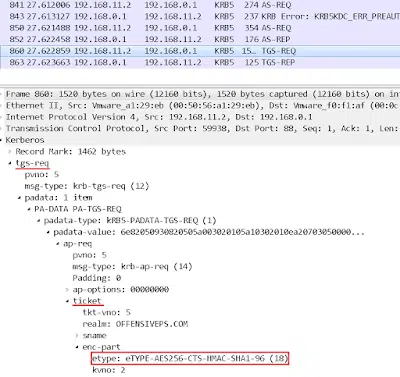 841 27.612006 192.168.11.2 192.168.0.1 KRB5 274 AS-REQ
843 27.613127 192.168.0.1 192.168.11.2 KRB5 237 KRB Error: KRB5KDC_ERR_PREAUT
850 27.621488 192.168.11.2 192.168.0.1 KRB5 354 AS-REQ
852 27.622458 192.168.0.1 192.168.11.2 KRB5 176 AS-REP
860 27.622859 192.168.11.2 192.168.0.1 KRB5 15… TGS-REQ
863 27.623663 192.168.0.1 192.168.11.2 KRB5 125 TGS-REP
Frame 860: 1520 bytes on wire (12160 bits), 1520 bytes captured (12160 bits) on int
Ethernet II, Src: Vmware_a1:29:eb (00:50:56:a1:29:eb), Dst: Vmware_f0:f1:af (00:0c
Internet Protocol Version 4, Src: 192.168.11.2, Dst: 192.168.0.1
Transmission Control Protocol, Src Port: 59938, Dst Port: 88, Seq: 1, Ack: 1, Len:
Kerberos
Record Mark: 1462 bytes
tgs-req
pvno: 5
msg-type: krb-tgs-req (12)
padata: 1 item
PA-DATA PA-TGS-REQ
padata-type: kRB5-PADATA-TGS-REQ (1)
padata-value: 6e82050930820505a003020105a10302010ea20703050000...
ap-req
pvno: 5
msg-type: krb-ap-req (14)
Padding: 0
ap-options: 00000000
ticket
tkt-vno: 5
realm: OFFENSIVEPS.COM
sname
enc-part
etype: eTYPE-AES256-CTS-HMAC-SHA1-96 (18)
kvno: 2